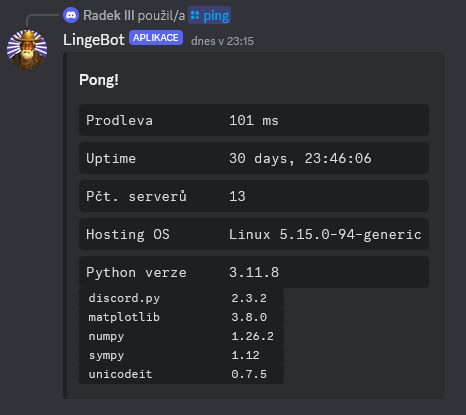 Radek III použil/a ping
LingeBot APLIKACE dnes v 23:15
Pong!
Prodleva 101 ms
Uptime 30 days, 23:46:06
Pčt. serverů 13
Hosting OS Linux 5.15.0-94-generic
Python verze 3.11.8
discord.py 2.3.2
matplotlib 3.8.0
numpy 1.26.2
sympy 1.12
unicodeit 0.7.5